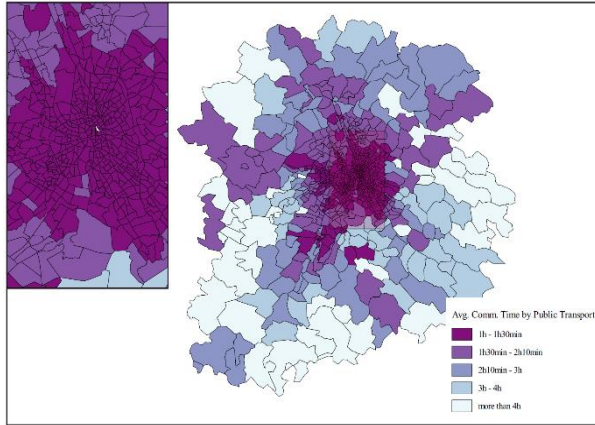 Avg. Comm. Time by Public Transport
1h - 1h30min
1h30min - 2h10min
2h10min - 3h
3h - 4h
more than 4h